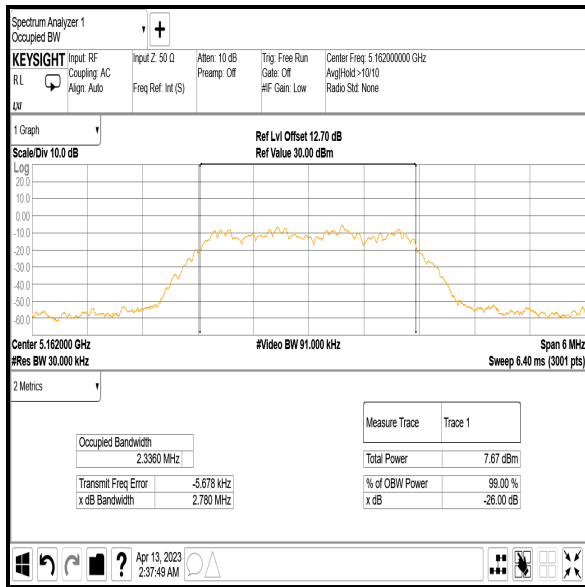 Spectrum Analyzer 1
Occupied BW
KEYSIGHT
RL
LXI
Input: RF
Coupling: AC
Align: Auto
Input Z: 50 Ω
Freq Ref: Int (S)
Atten: 10 dB
Preamp: Off
Trig: Free Run
Gate: Off
#IF Gain: Low
Center Freq: 5.162000000 GHz
Avg|Hold:>10/10
Radio Std: None
1 Graph
Scale/Div 10.0 dB
Ref Lvl Offset 12.70 dB
Ref Value 30.00 dBm
Log
20.0
10.0
0.00
-10.0
-20.0
-30.0
-40.0
-50.0
-60.0
Center 5.162000 GHz
#Video BW 91.000 kHz
Span 6 MHz
#Res BW 30.000 kHz
Sweep 6.40 ms (3001 pts)
2 Metrics
Occupied Bandwidth
2.3360 MHz
Transmit Freq Error -5.678 kHz
x dB Bandwidth 2.780 MHz
Measure Trace Trace 1
Total Power 7.67 dBm
% of OBW Power 99.00 %
x dB -26.00 dB
?
Apr 13, 2023
2:37:49 AM